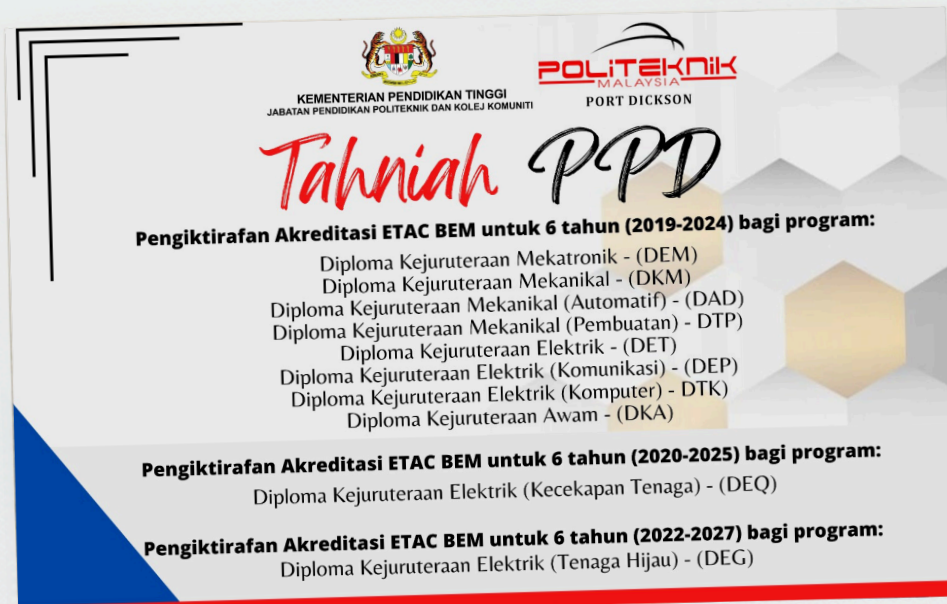 KEMENTERIAN PENDIDIKAN TINGGI
JABATAN PENDIDIKAN POLITEKNIK DAN KOLEJ KOMUNITI
POLiTEKniK
MALAYSIA
PORT DICKSON
Tahniah PPD
Pengiktirafan Akreditasi ETAC BEM untuk 6 tahun (2019-2024) bagi program:
Diploma Kejuruteraan Mekatronik - (DEM)
Diploma Kejuruteraan Mekanikal - (DKM)
Diploma Kejuruteraan Mekanikal (Automatif) - (DAD)
Diploma Kejuruteraan Mekanikal (Pembuatan) - DTP)
Diploma Kejuruteraan Elektrik - (DET)
Diploma Kejuruteraan Elektrik (Komunikasi) - (DEP)
Diploma Kejuruteraan Elektrik (Komputer) - DTK)
Diploma Kejuruteraan Awam - (DKA)
Pengiktirafan Akreditasi ETAC BEM untuk 6 tahun (2020-2025) bagi program:
Diploma Kejuruteraan Elektrik (Kecekapan Tenaga) - (DEQ)
Pengiktirafan Akreditasi ETAC BEM untuk 6 tahun (2022-2027) bagi program:
Diploma Kejuruteraan Elektrik (Tenaga Hijau) - (DEG)